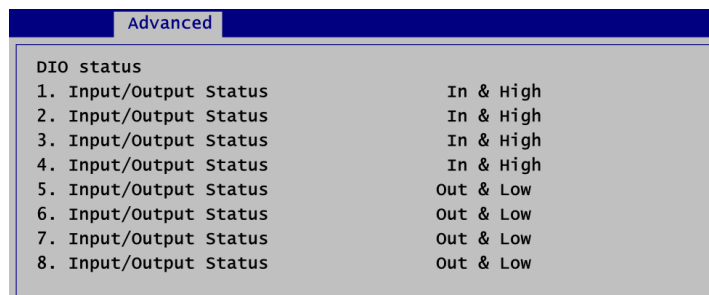 Advanced
DIO status
1. Input/Output Status In & High
2. Input/Output Status In & High
3. Input/Output Status In & High
4. Input/Output Status In & High
5. Input/Output Status Out & Low
6. Input/Output Status Out & Low
7. Input/Output Status Out & Low
8. Input/Output Status Out & Low